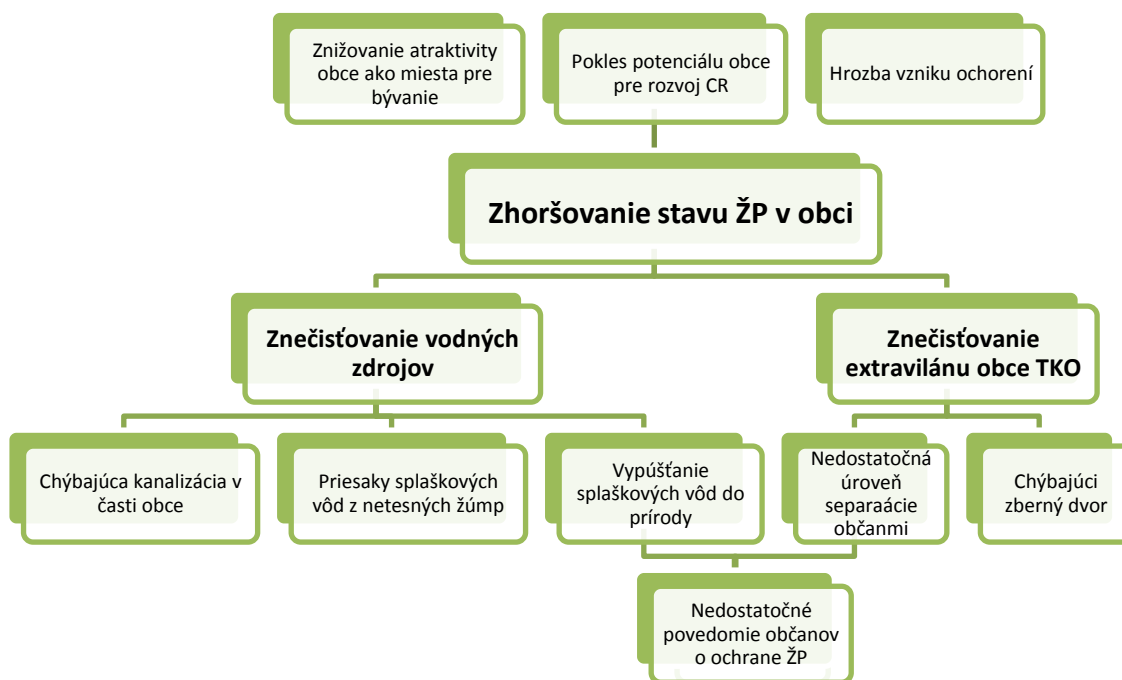 Znižovanie atraktivity
obce ako miesta pre
bývanie
Pokles potenciálu obce
pre rozvoj CR
Hrozba vzniku ochorení
Zhoršovanie stavu ŽP v obci
Znečisťovanie vodných
zdrojov
Znečisťovanie
extravilánu obce TKO
Chýbajúca kanalizácia v
časti obce
Priesaky splaškových
vôd z netesných žúmp
Vypúšťanie
splaškových vôd do
prírody
Nedostatočná
úroveň
separaácie
občanmi
Chýbajúci
zberný dvor
Nedostatočné
povedomie občanov
o ochrane ŽP